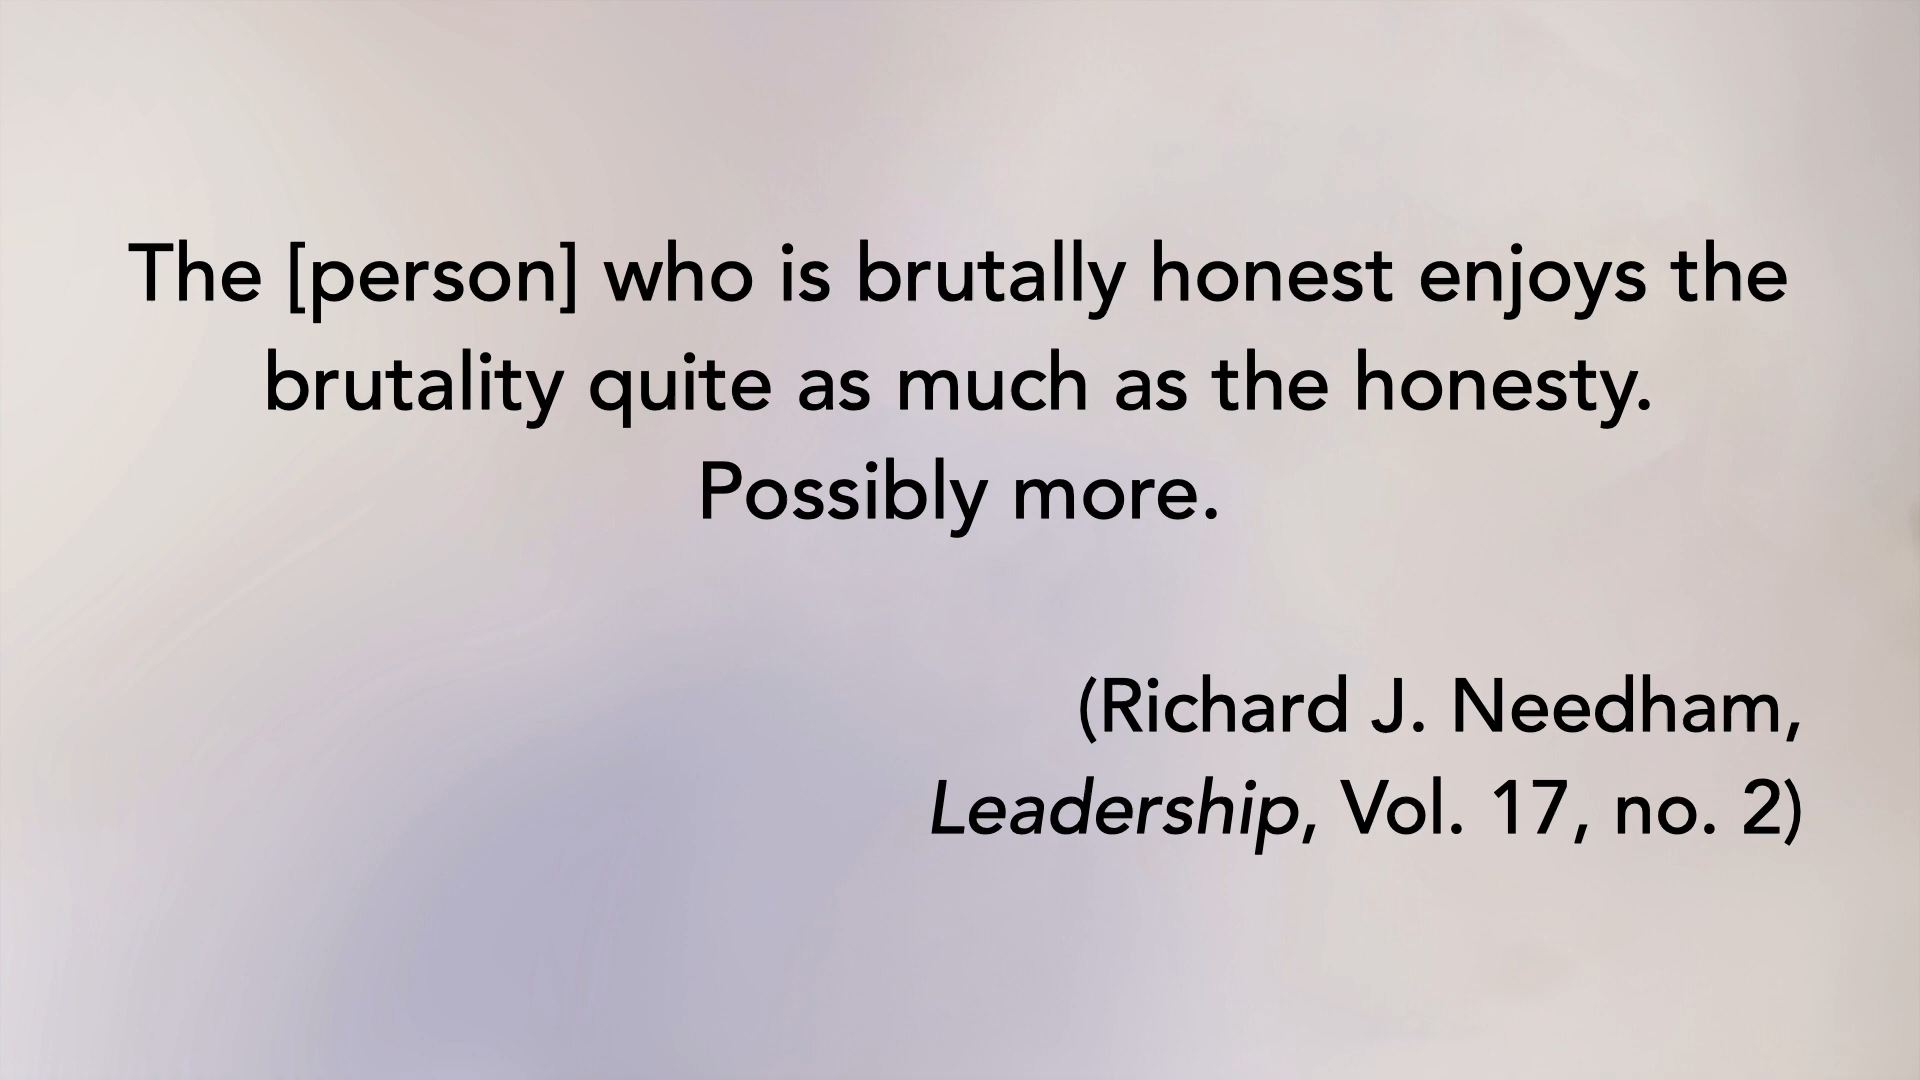 The [person] who is brutally honest enjoys the
brutality quite as much as the honesty.
Possibly more.
(Richard J. Needham,
Leadership, Vol. 17, no. 2)